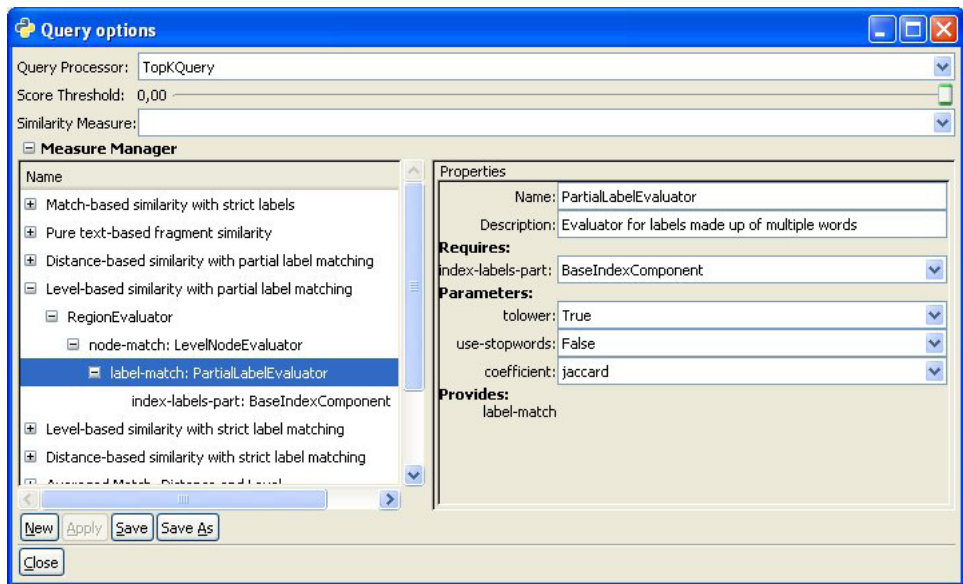 Query options
Query Processor: TopKQuery
Score Threshold: 0,00
Similarity Measure:
Measure Manager
Name
Match-based similarity with strict labels
Pure text-based fragment similarity
Distance-based similarity with partial label matching
Level-based similarity with partial label matching
RegionEvaluator
node-match: LevelNodeEvaluator
label-match: PartialLabelEvaluator
index-labels-part: BaseIndexComponent
Level-based similarity with strict label matching
Distance-based similarity with strict label matching
Averaged Match, Distance and Level
Properties
Name: PartialLabelEvaluator
Description: Evaluator for labels made up of multiple words
Requires:
index-labels-part: BaseIndexComponent
Parameters:
tolower: True
use-stopwords: False
coefficient: jaccard
Provides:
label-match
New Apply Save Save As
Close